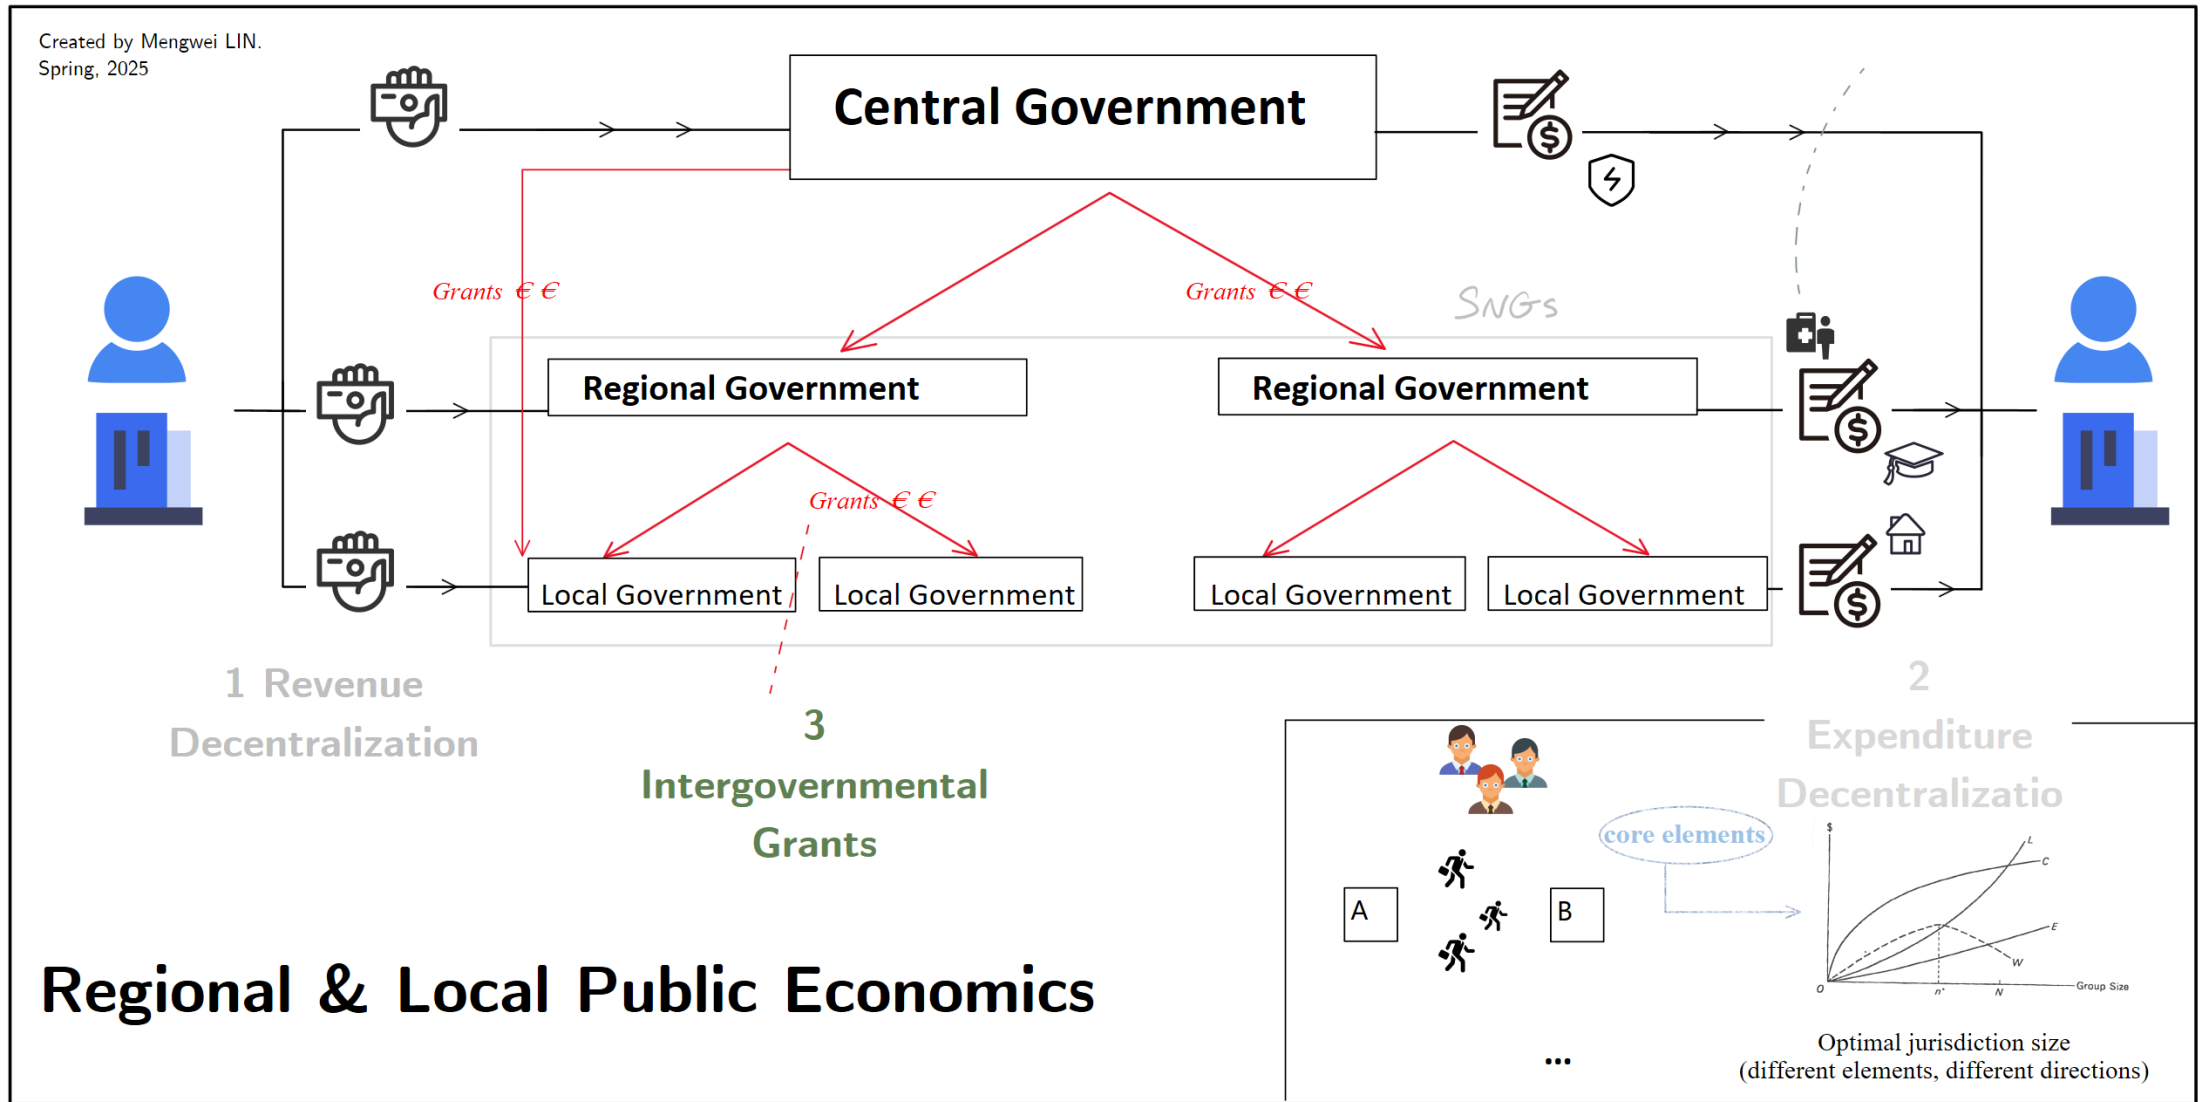 Created by Mengwei LIN.
Spring, 2025
Central Government
Grants € €
Grants € €
SNGs
Regional Government
Regional Government
Grants € €
Local Government
Local Government
Local Government
Local Government
1 Revenue
Decentralization
2
Expenditure
Decentralizatio
3
Intergovernmental
Grants
core elements
A
B
$
L
C
E
W
O
n*
N
Group Size
Regional & Local Public Economics
...
Optimal jurisdiction size
(different elements, different directions)